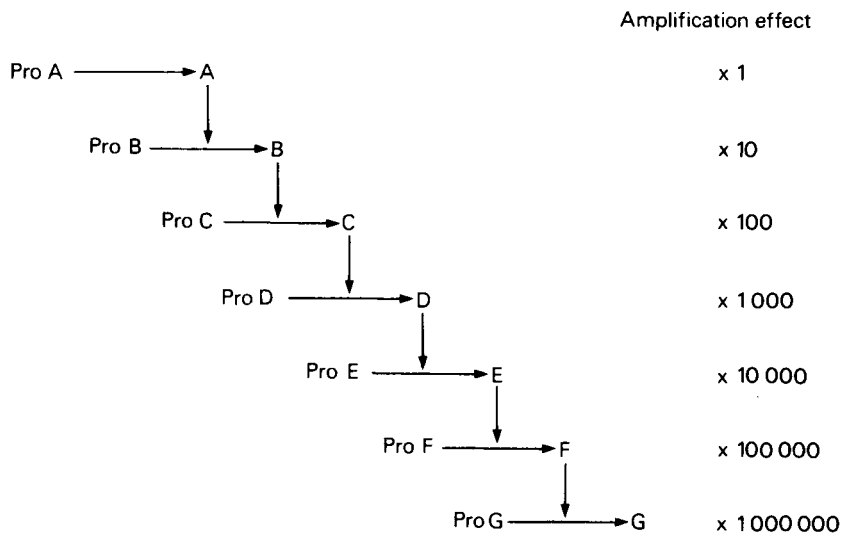 Amplification effect
Pro A A x 1
Pro B B x 10
Pro C C x 100
Pro D D x 1 000
Pro E E x 10 000
Pro F F x 100 000
Pro G G x 1 000 000